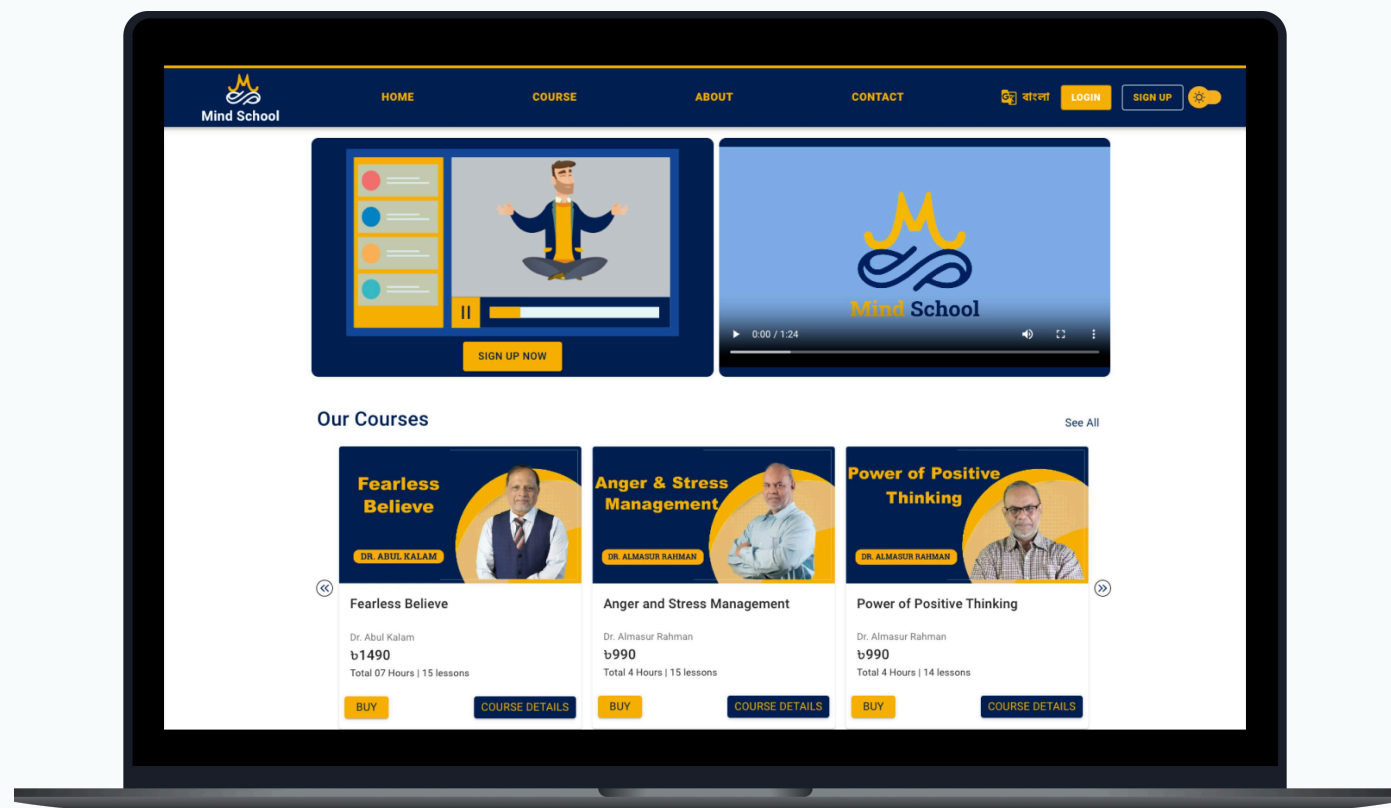 Mind School
HOME
COURSE
ABOUT
CONTACT
বাংলা
LOGIN
SIGN UP
SIGN UP NOW
Mind School
0:00 / 1:24
Our Courses
See All
Fearless
Believe
DR. ABUL KALAM
Fearless Believe
Dr. Abul Kalam
৳1490
Total 07 Hours | 15 lessons
BUY
COURSE DETAILS
Anger & Stress
Management
DR. ALMASUR RAHMAN
Anger and Stress Management
Dr. Almasur Rahman
৳990
Total 4 Hours | 15 lessons
BUY
COURSE DETAILS
Power of Positive
Thinking
DR. ALMASUR RAHMAN
Power of Positive Thinking
Dr. Almasur Rahman
৳990
Total 4 Hours | 14 lessons
BUY
COURSE DETAILS